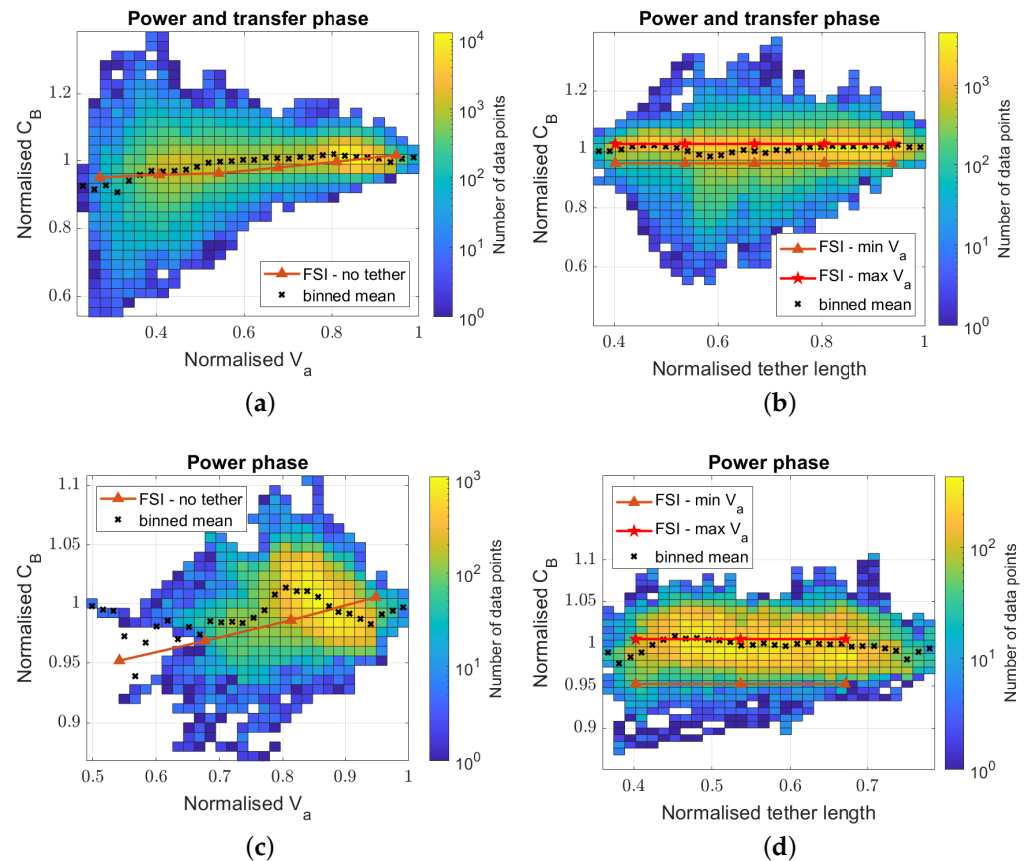 Power and transfer phase
Normalised C_B
1.2
1
0.8
0.6
0.4
0.6
0.8
1
Normalised V_a
FSI - no tether
binned mean
10^4
10^3
10^2
10^1
10^0
Number of data points
(a)
Power and transfer phase
Normalised C_B
1.2
1
0.8
0.6
0.4
0.6
0.8
1
Normalised tether length
FSI - min V_a
FSI - max V_a
binned mean
10^3
10^2
10^1
10^0
Number of data points
(b)
Power phase
Normalised C_B
1.1
1.05
1
0.95
0.9
0.5
0.6
0.7
0.8
0.9
1
Normalised V_a
FSI - no tether
binned mean
10^3
10^2
10^1
10^0
Number of data points
(c)
Power phase
Normalised C_B
1.1
1.05
1
0.95
0.9
0.4
0.5
0.6
0.7
Normalised tether length
FSI - min V_a
FSI - max V_a
binned mean
10^2
10^1
10^0
Number of data points
(d)